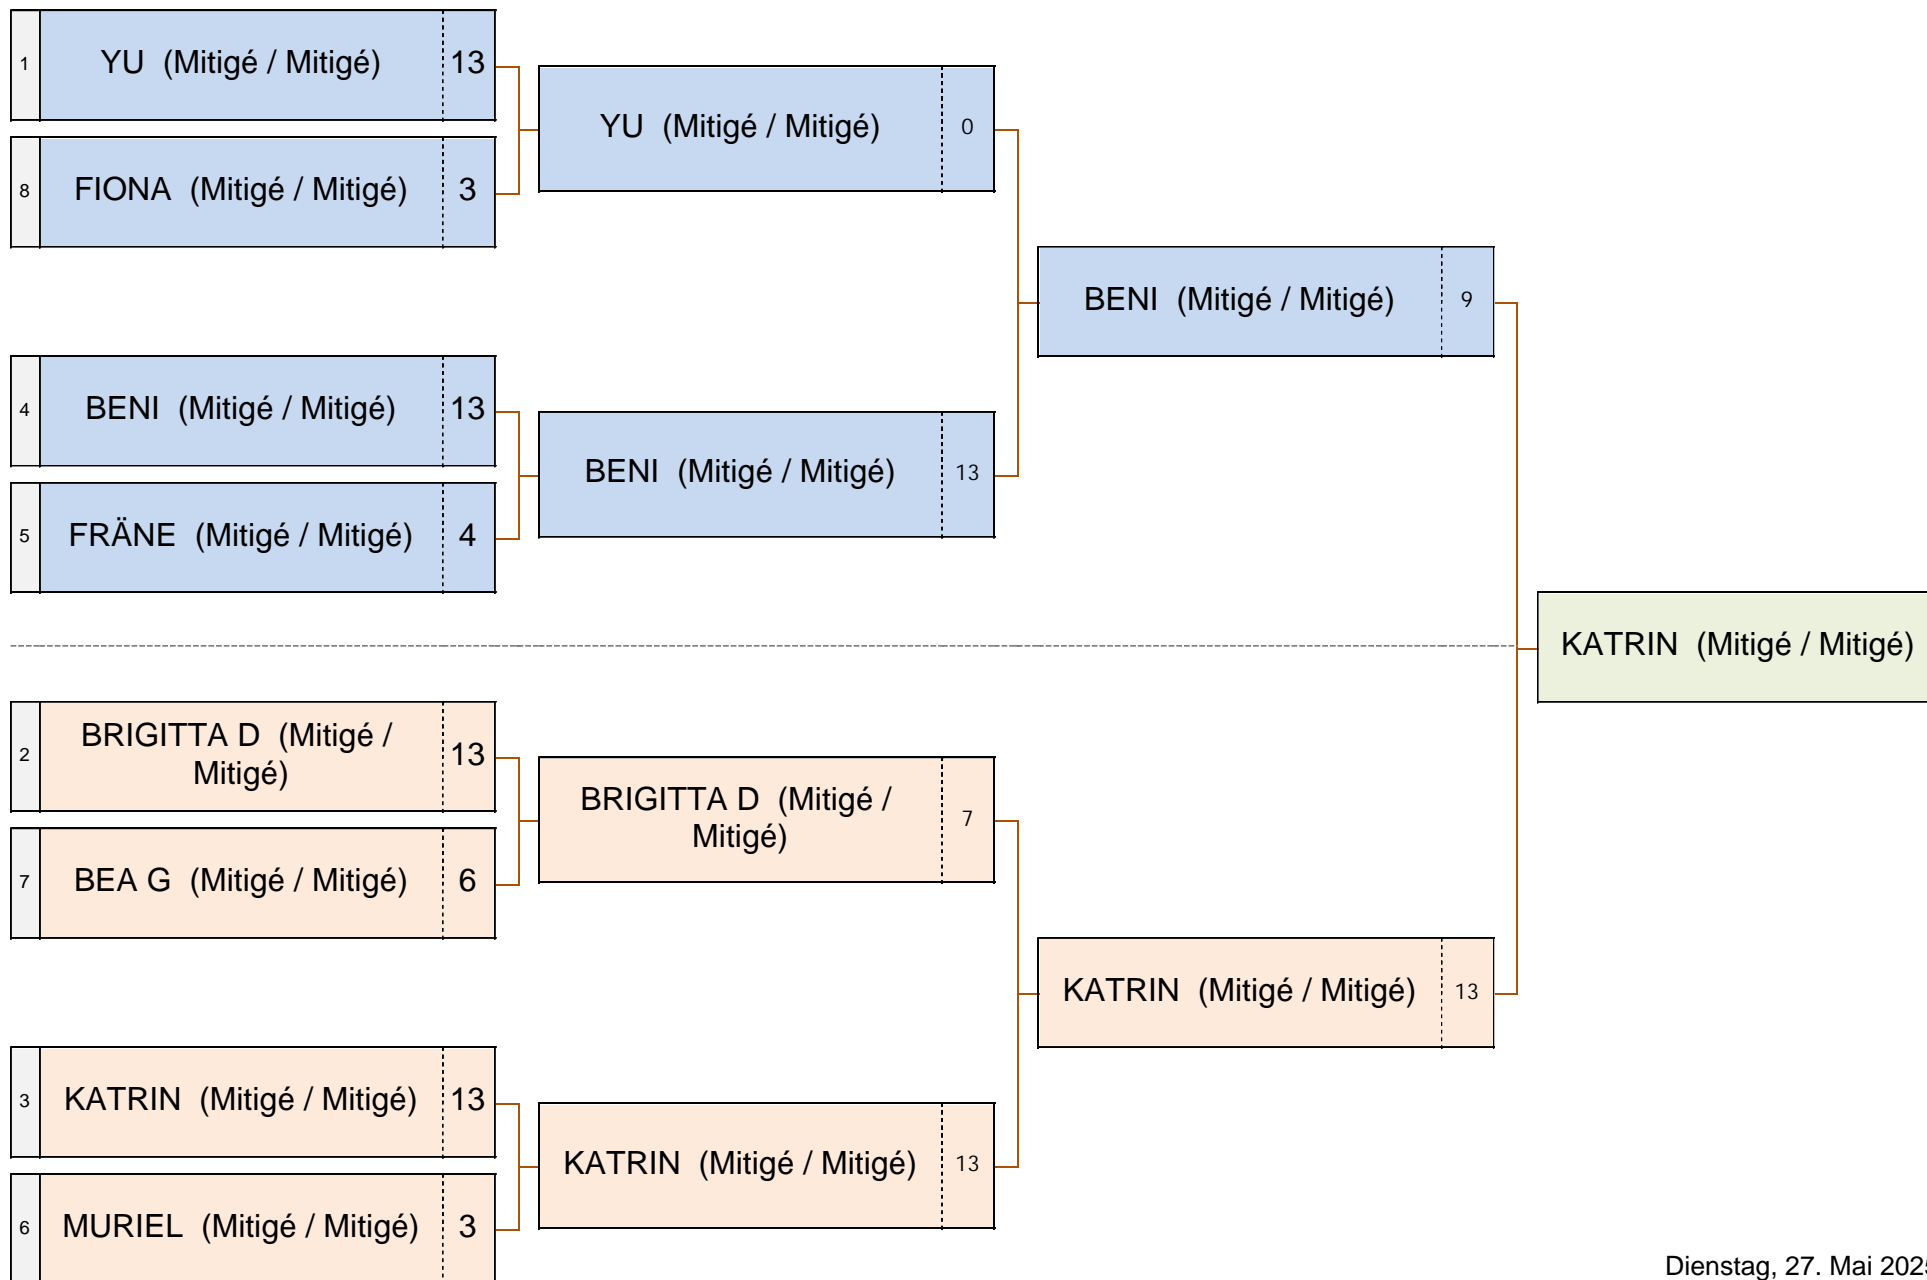 1 YU (Mitigé / Mitigé) 13
8 FIONA (Mitigé / Mitigé) 3
4 BENI (Mitigé / Mitigé) 13
5 FRÄNE (Mitigé / Mitigé) 4
2 BRIGITTA D (Mitigé /
Mitigé) 13
7 BEA G (Mitigé / Mitigé) 6
3 KATRIN (Mitigé / Mitigé) 13
6 MURIEL (Mitigé / Mitigé) 3
YU (Mitigé / Mitigé) 0
BENI (Mitigé / Mitigé) 13
BRIGITTA D (Mitigé /
Mitigé) 7
KATRIN (Mitigé / Mitigé) 13
BENI (Mitigé / Mitigé) 9
KATRIN (Mitigé / Mitigé) 13
KATRIN (Mitigé / Mitigé)
Dienstag, 27. Mai 2025